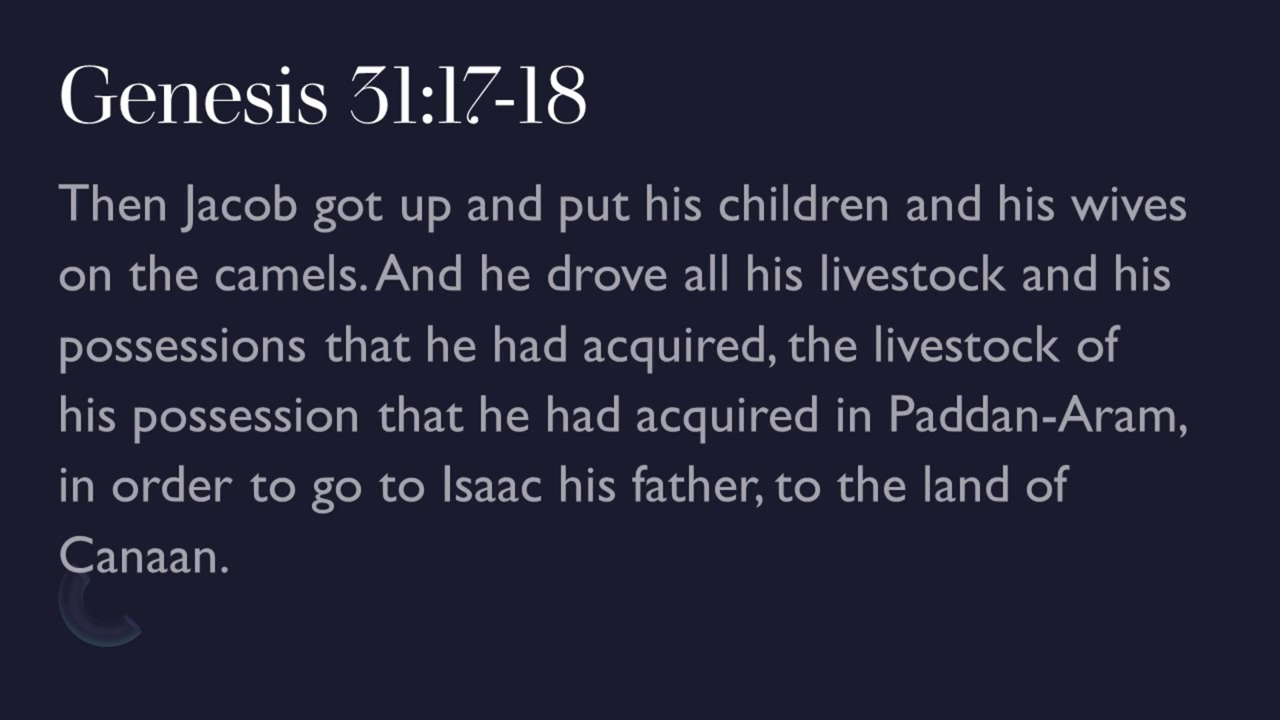 Genesis 31:17-18
Then Jacob got up and put his children and his wives
on the camels. And he drove all his livestock and his
possessions that he had acquired, the livestock of
his possession that he had acquired in Paddan-Aram,
in order to go to Isaac his father, to the land of
Canaan.